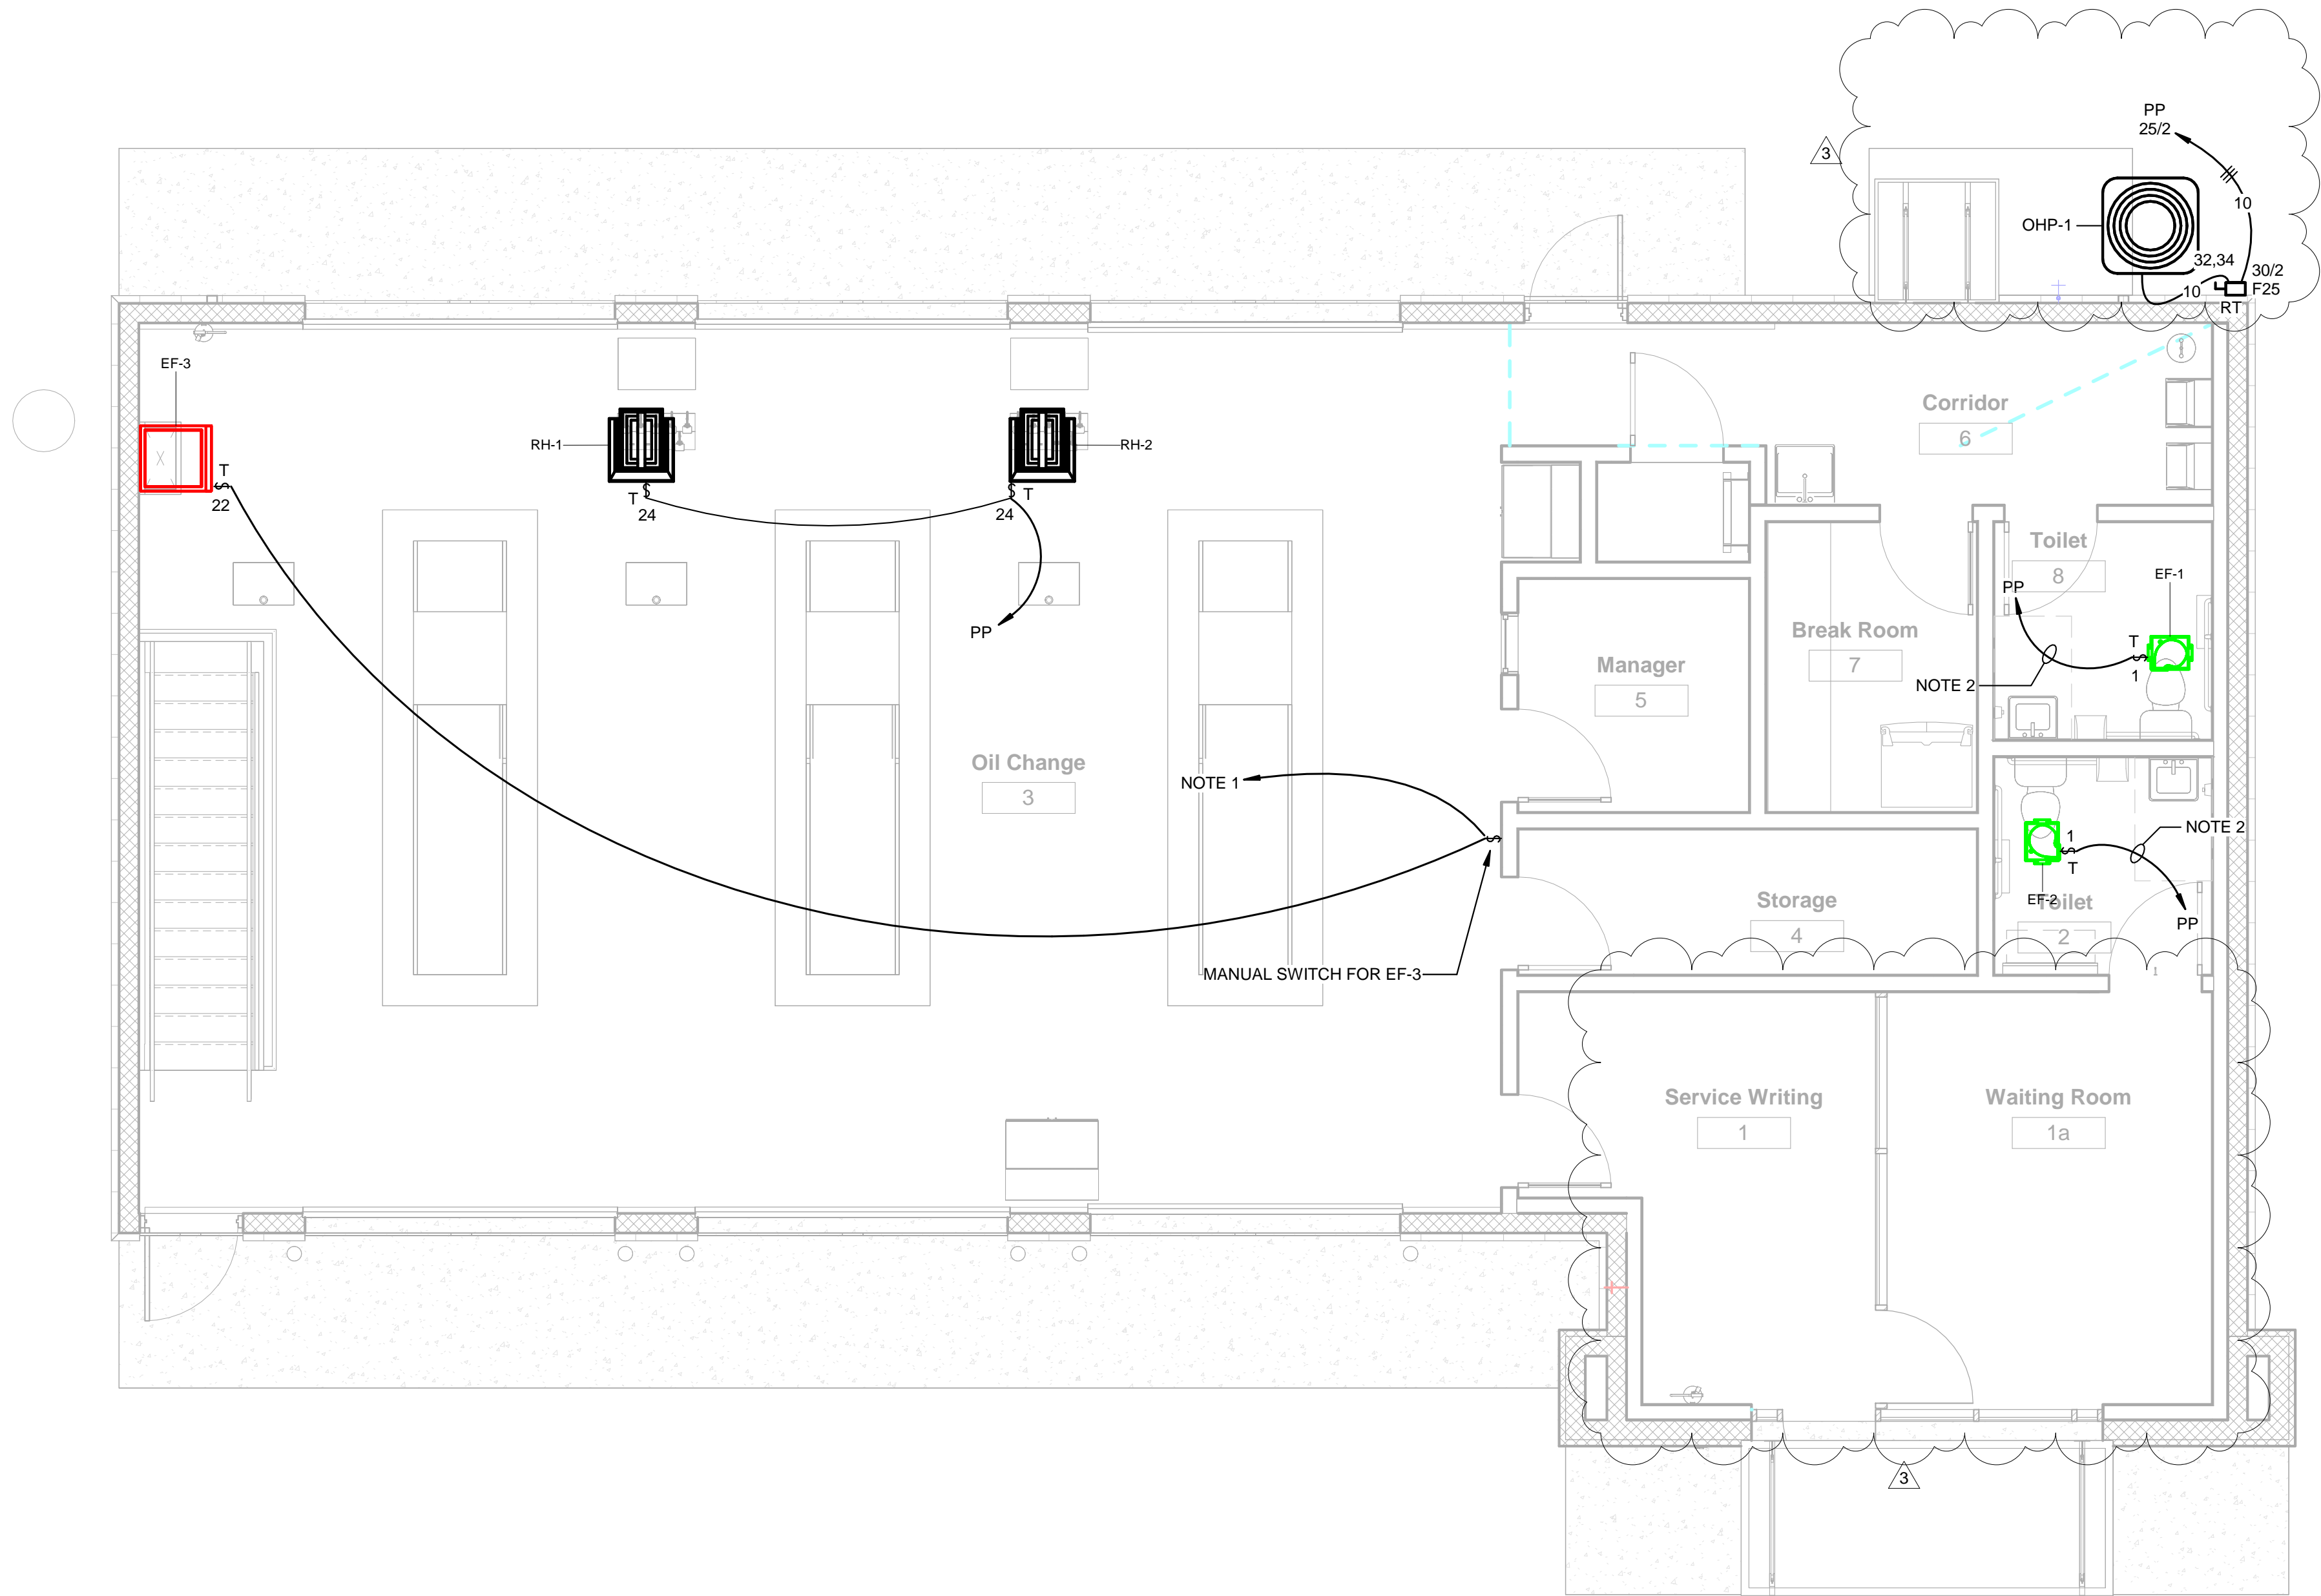 PP
25/2
3
10
OHP-1
32,34
30/2
F25
10
RT
EF-3
Corridor
6
RH-1
RH-2
T
22
T
24
T
24
Toilet
8
EF-1
PP
PP
Break Room
7
T
1
Manager
5
NOTE 2
Oil Change
3
NOTE 1
1
T
NOTE 2
EF-2
Toilet
2
PP
Storage
4
MANUAL SWITCH FOR EF-3
Service Writing
1
Waiting Room
1a
3